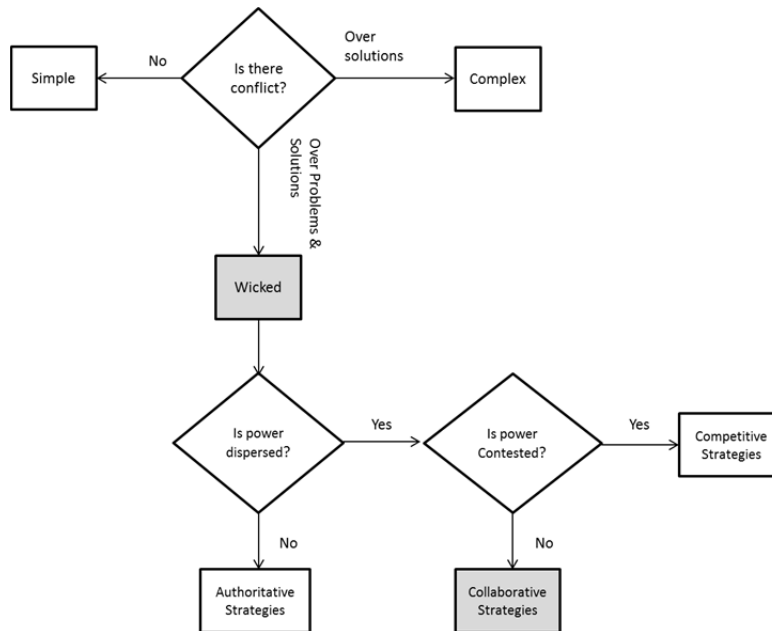 Over
solutions
No
Simple
Is there
conflict?
Complex
Over Problems &
Solutions
Wicked
Is power
dispersed?
Yes
Is power
Contested?
Yes
Competitive
Strategies
No
No
Authoritative
Strategies
Collaborative
Strategies